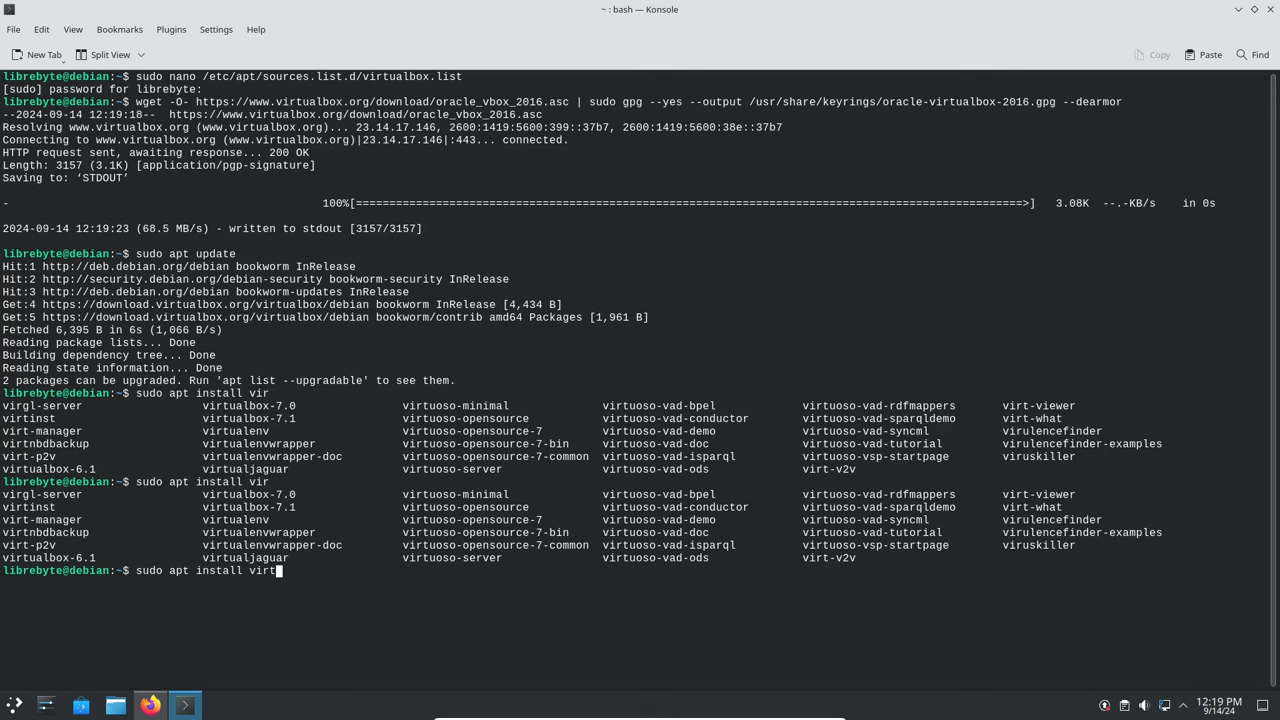 ~ : bash — Konsole
File Edit View Bookmarks Plugins Settings Help
New Tab Split View Copy Paste Find
librebyte@debian:~$ sudo nano /etc/apt/sources.list.d/virtualbox.list
[sudo] password for librebyte:
librebyte@debian:~$ wget -O- https://www.virtualbox.org/download/oracle_vbox_2016.asc | sudo gpg --yes --output /usr/share/keyrings/oracle-virtualbox-2016.gpg --dearmor
--2024-09-14 12:19:18--  https://www.virtualbox.org/download/oracle_vbox_2016.asc
Resolving www.virtualbox.org (www.virtualbox.org)... 23.14.17.146, 2600:1419:5600:399::37b7, 2600:1419:5600:38e::37b7
Connecting to www.virtualbox.org (www.virtualbox.org)|23.14.17.146|:443... connected.
HTTP request sent, awaiting response... 200 OK
Length: 3157 (3.1K) [application/pgp-signature]
Saving to: ‘STDOUT’
- 100%[=====================================================================================================>] 3.08K --.-KB/s in 0s
2024-09-14 12:19:23 (68.5 MB/s) - written to stdout [3157/3157]
librebyte@debian:~$ sudo apt update
Hit:1 http://deb.debian.org/debian bookworm InRelease
Hit:2 http://security.debian.org/debian-security bookworm-security InRelease
Hit:3 http://deb.debian.org/debian bookworm-updates InRelease
Get:4 https://download.virtualbox.org/virtualbox/debian bookworm InRelease [4,434 B]
Get:5 https://download.virtualbox.org/virtualbox/debian bookworm/contrib amd64 Packages [1,961 B]
Fetched 6,395 B in 6s (1,066 B/s)
Reading package lists... Done
Building dependency tree... Done
Reading state information... Done
2 packages can be upgraded. Run 'apt list --upgradable' to see them.
librebyte@debian:~$ sudo apt install vir
virgl-server virtualbox-7.0 virtuoso-minimal virtuoso-vad-bpel virtuoso-vad-rdfmappers virt-viewer
virtinst virtualbox-7.1 virtuoso-opensource virtuoso-vad-conductor virtuoso-vad-sparqldemo virt-what
virt-manager virtualenv virtuoso-opensource-7 virtuoso-vad-demo virtuoso-vad-syncml virulencefinder
virtnbdbackup virtualenvwrapper virtuoso-opensource-7-bin virtuoso-vad-doc virtuoso-vad-tutorial virulencefinder-examples
virt-p2v virtualenvwrapper-doc virtuoso-opensource-7-common virtuoso-vad-isparql virtuoso-vsp-startpage viruskiller
virtualbox-6.1 virtualjaguar virtuoso-server virtuoso-vad-ods virt-v2v
librebyte@debian:~$ sudo apt install vir
virgl-server virtualbox-7.0 virtuoso-minimal virtuoso-vad-bpel virtuoso-vad-rdfmappers virt-viewer
virtinst virtualbox-7.1 virtuoso-opensource virtuoso-vad-conductor virtuoso-vad-sparqldemo virt-what
virt-manager virtualenv virtuoso-opensource-7 virtuoso-vad-demo virtuoso-vad-syncml virulencefinder
virtnbdbackup virtualenvwrapper virtuoso-opensource-7-bin virtuoso-vad-doc virtuoso-vad-tutorial virulencefinder-examples
virt-p2v virtualenvwrapper-doc virtuoso-opensource-7-common virtuoso-vad-isparql virtuoso-vsp-startpage viruskiller
virtualbox-6.1 virtualjaguar virtuoso-server virtuoso-vad-ods virt-v2v
librebyte@debian:~$ sudo apt install virt
12:19 PM
9/14/24